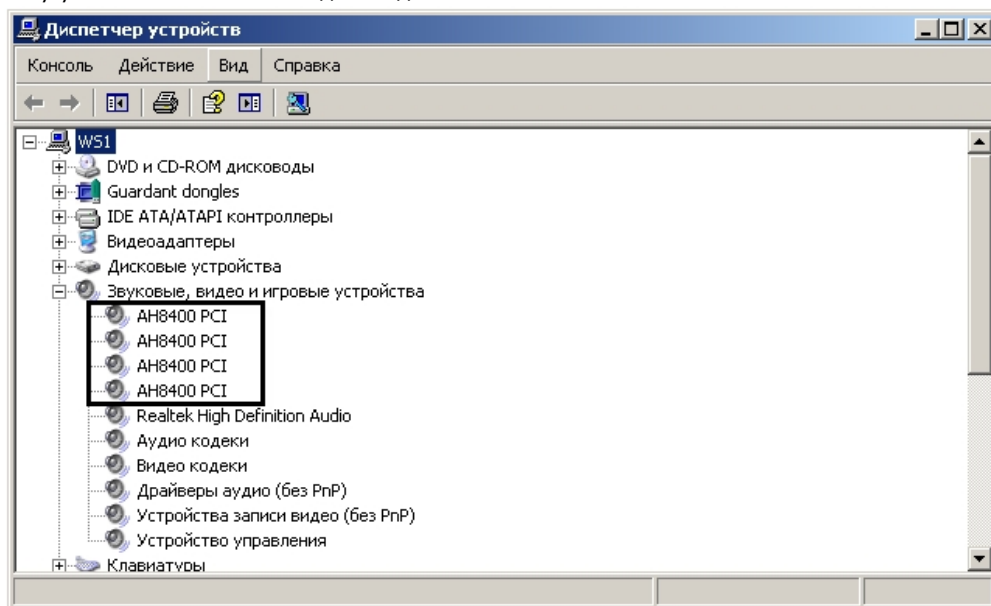 Диспетчер устройств
Консоль Действие Вид Справка
WS1
DVD и CD-ROM дисководы
Guardant dongles
IDE ATA/ATAPI контроллеры
Видеоадаптеры
Дисковые устройства
Звуковые, видео и игровые устройства
AH8400 PCI
AH8400 PCI
AH8400 PCI
AH8400 PCI
Realtek High Definition Audio
Аудио кодеки
Видео кодеки
Драйверы аудио (без PnP)
Устройства записи видео (без PnP)
Устройство управления
Клавиатуры